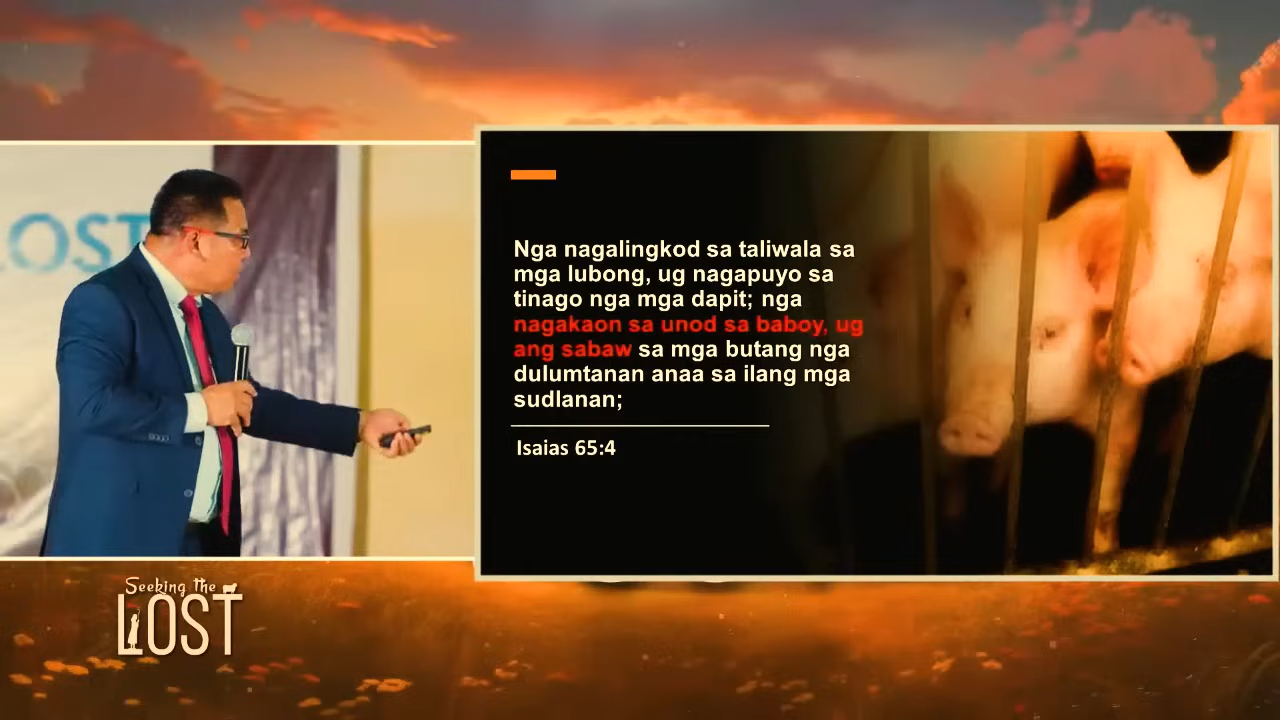 LOST
Nga nagalingkod sa taliwala sa
mga lubong, ug nagapuyo sa
tinago nga mga dapit; nga
nagakaon sa unod sa baboy, ug
ang sabaw sa mga butang nga
dulumtanan anaa sa ilang mga
sudlanan;
Isaias 65:4
Seeking the
LOST